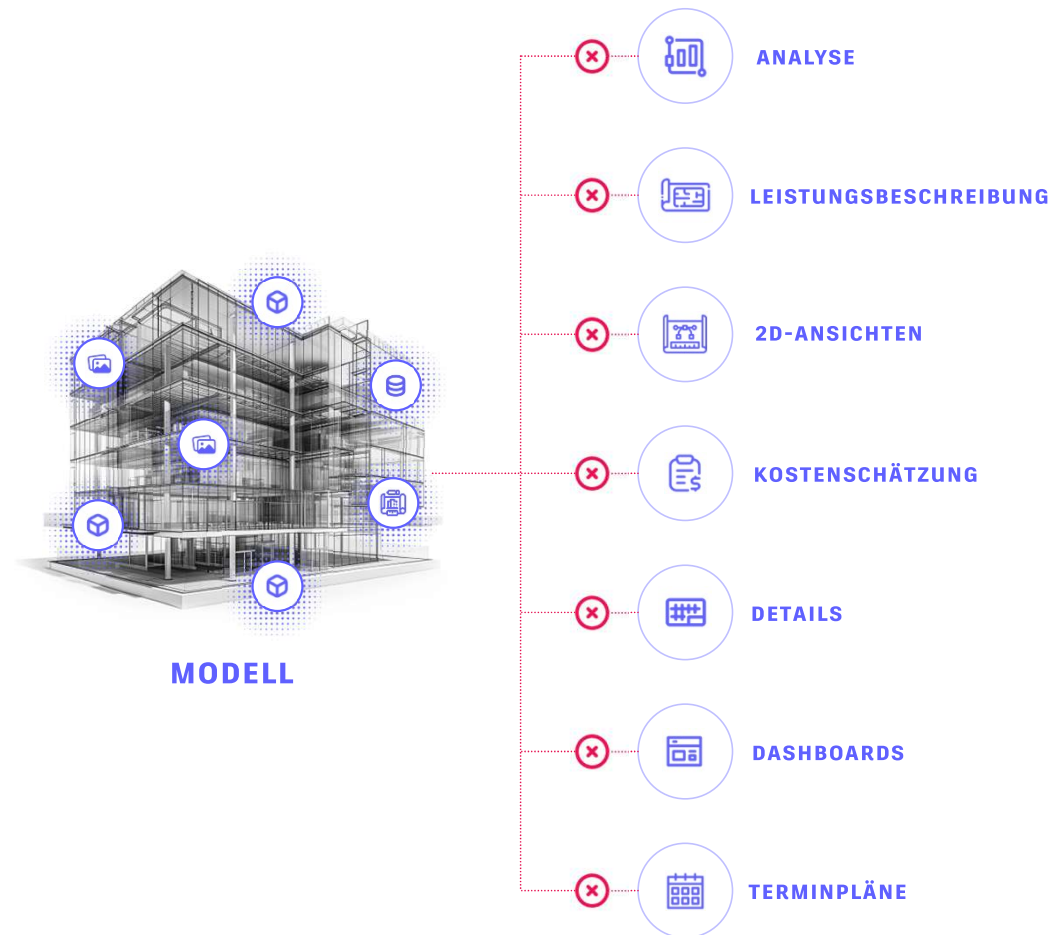 ANALYSE
LEISTUNGSBESCHREIBUNG
2D-ANSICHTEN
KOSTENSCHÄTZUNG
DETAILS
DASHBOARDS
TERMINPLÄNE
MODELL